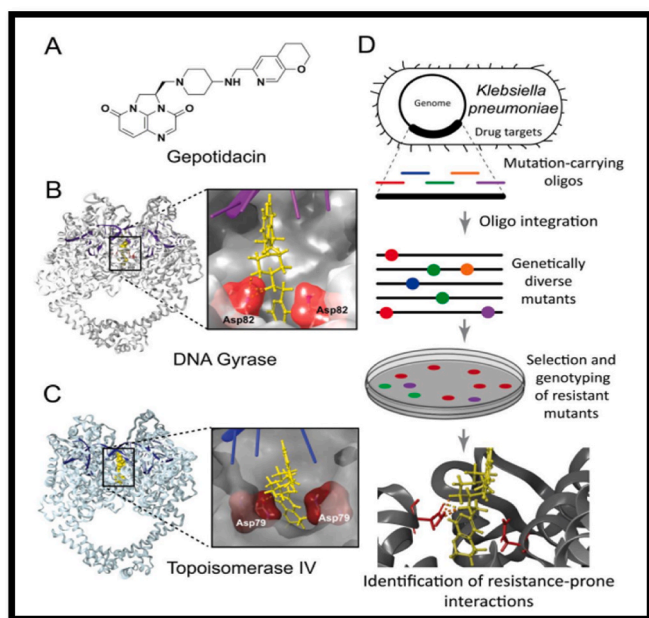 A
O
N
N
O
N
N
NH
N
O
Gepotidacin
B
Asp82
Asp82
DNA Gyrase
C
Asp79
Asp79
Topoisomerase IV
D
Genome
Klebsiella
pneumoniae
Drug targets
Mutation-carrying
oligos
Oligo integration
Genetically
diverse
mutants
Selection and
genotyping
of resistant
mutants
Identification of resistance-prone
interactions